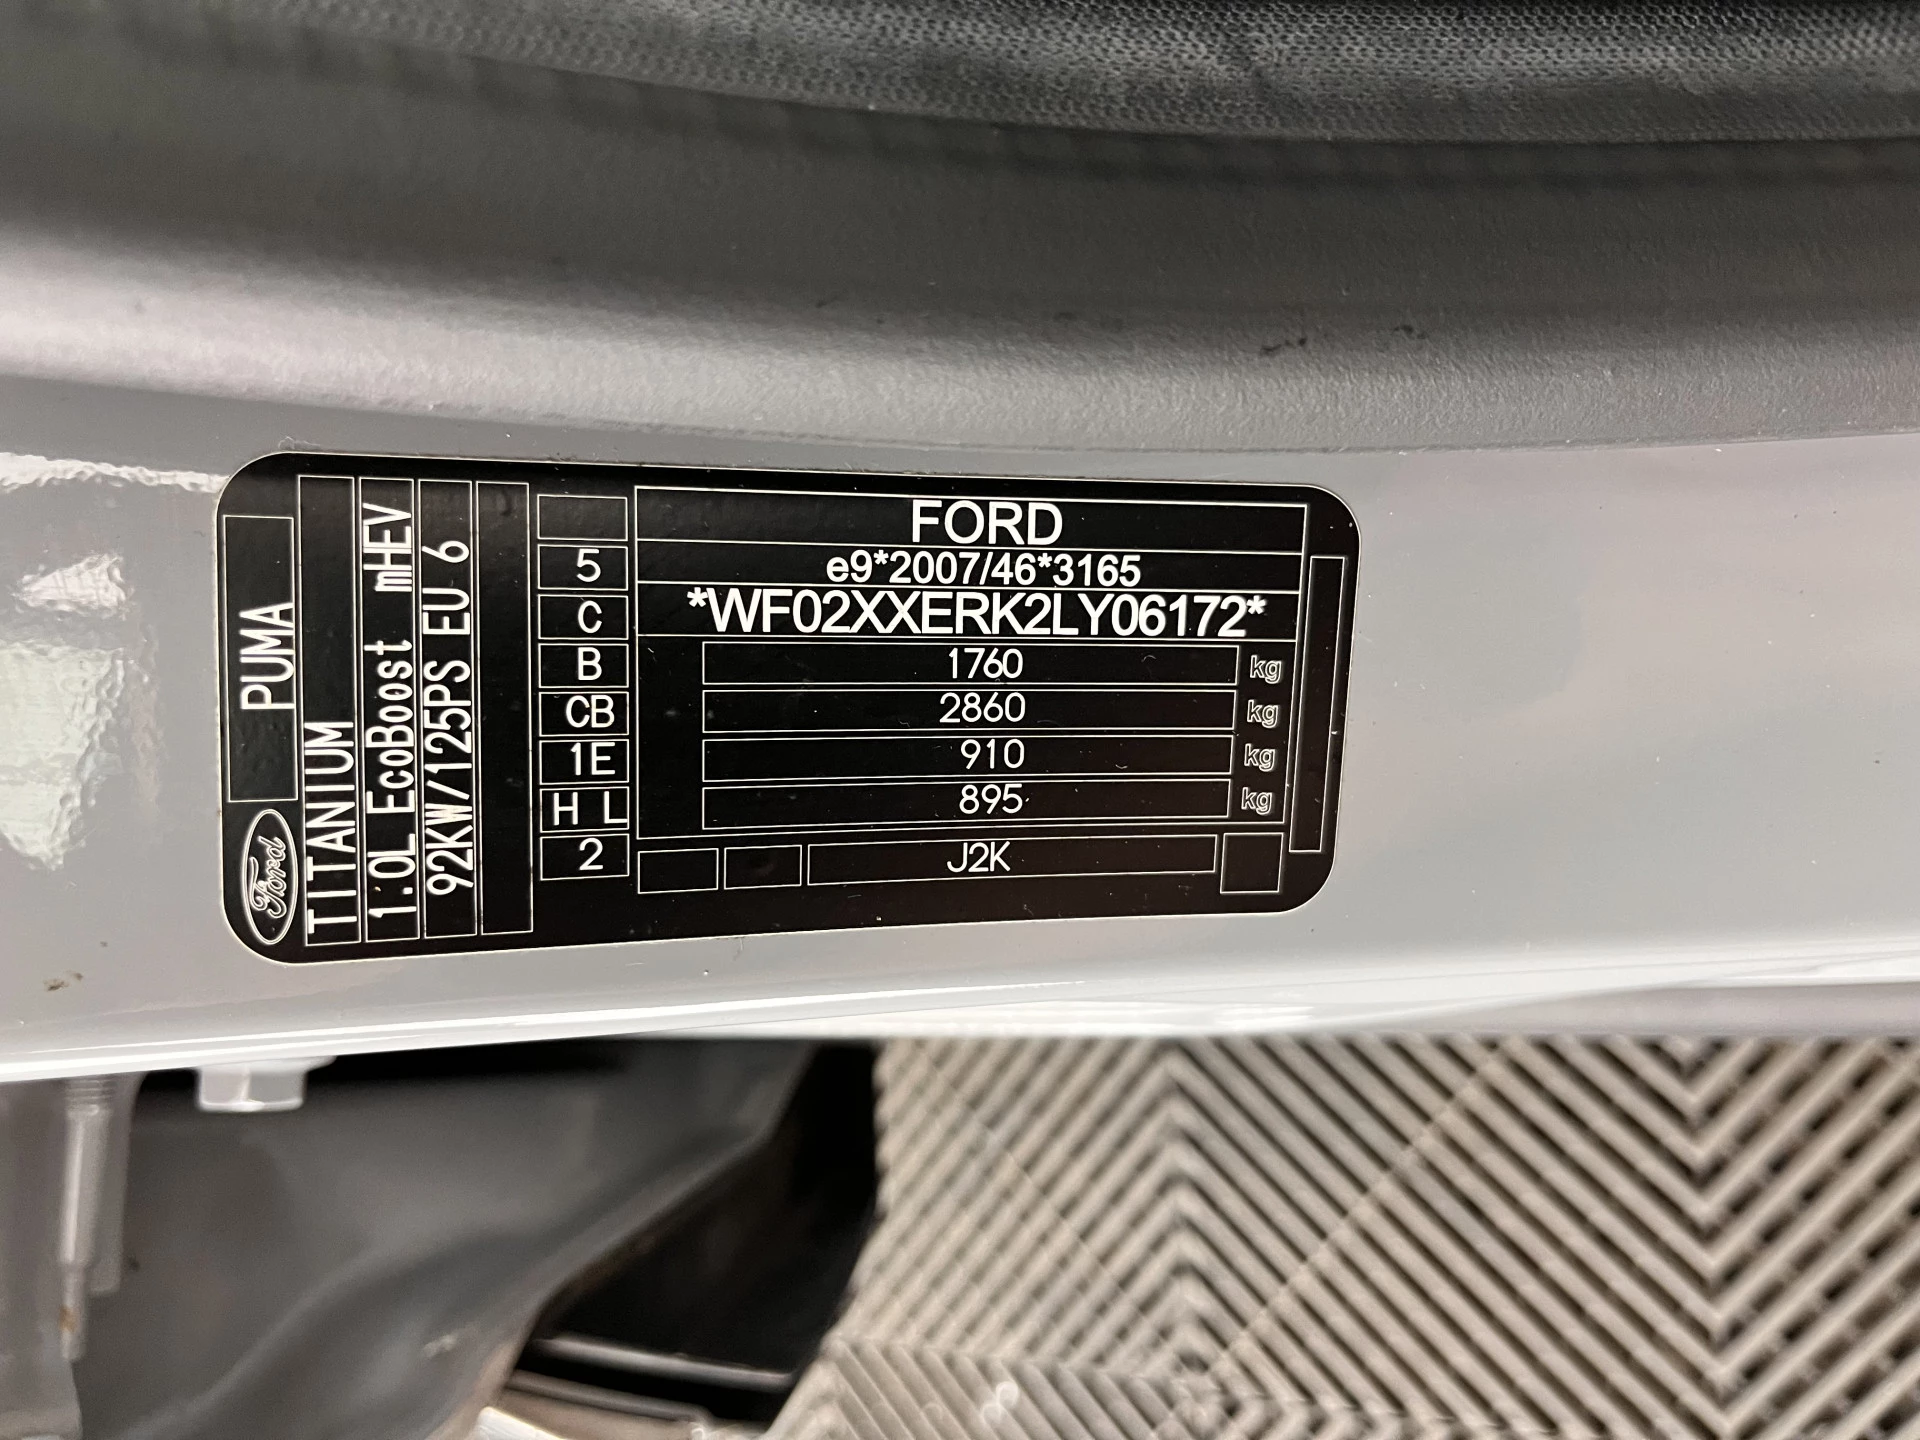 FORD
e9*2007/46*3165
*WF02XXERK2LY06172*
5
C
B 1760 kg
CB 2860 kg
1E 910 kg
H L 895 kg
2 J2K
Ford PUMA
TITANIUM
1.0L EcoBoost mHEV
92KW/125PS EU 6